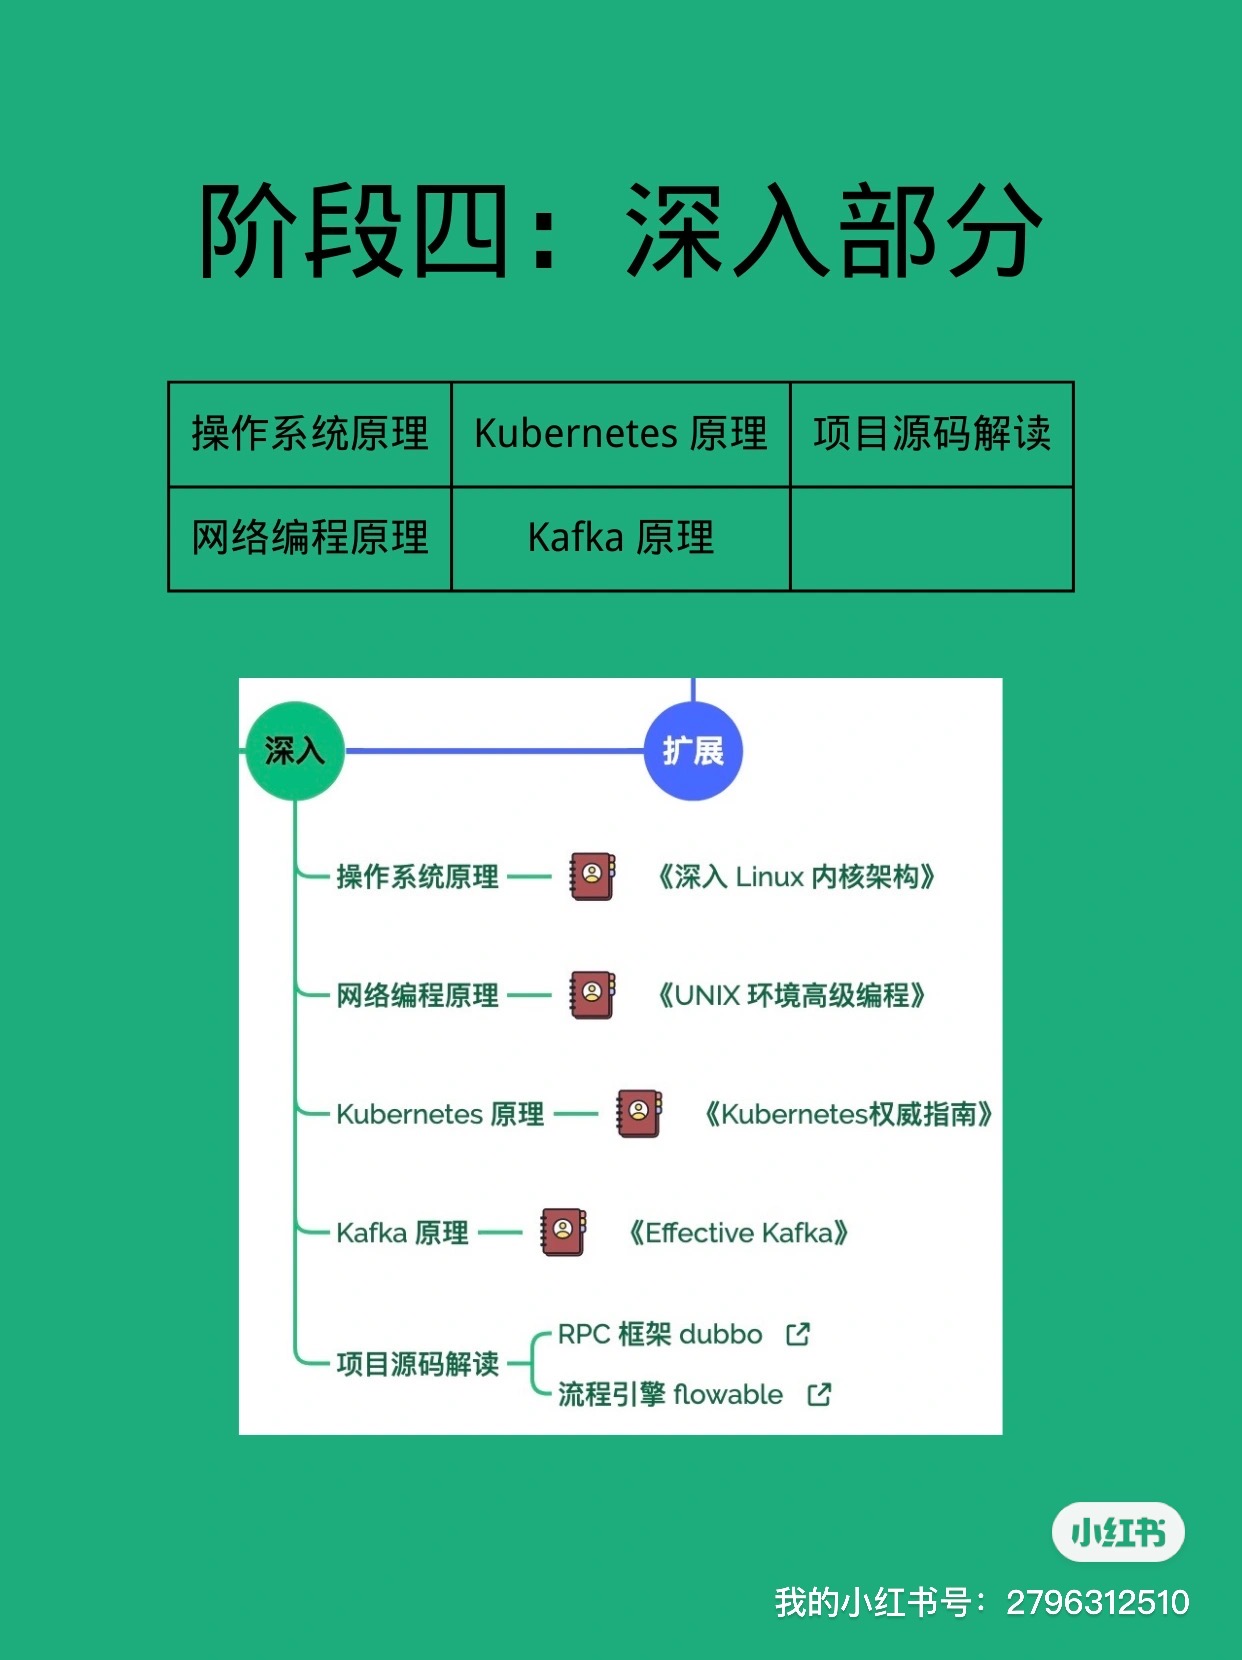 阶段四：深入部分
操作系统原理 Kubernetes 原理 项目源码解读
网络编程原理 Kafka 原理
深入 扩展
操作系统原理 《深入 Linux 内核架构》
网络编程原理 《UNIX 环境高级编程》
Kubernetes 原理 《Kubernetes权威指南》
Kafka 原理 《Effective Kafka》
RPC 框架 dubbo
项目源码解读
流程引擎 flowable
小红书
我的小红书号：2796312510